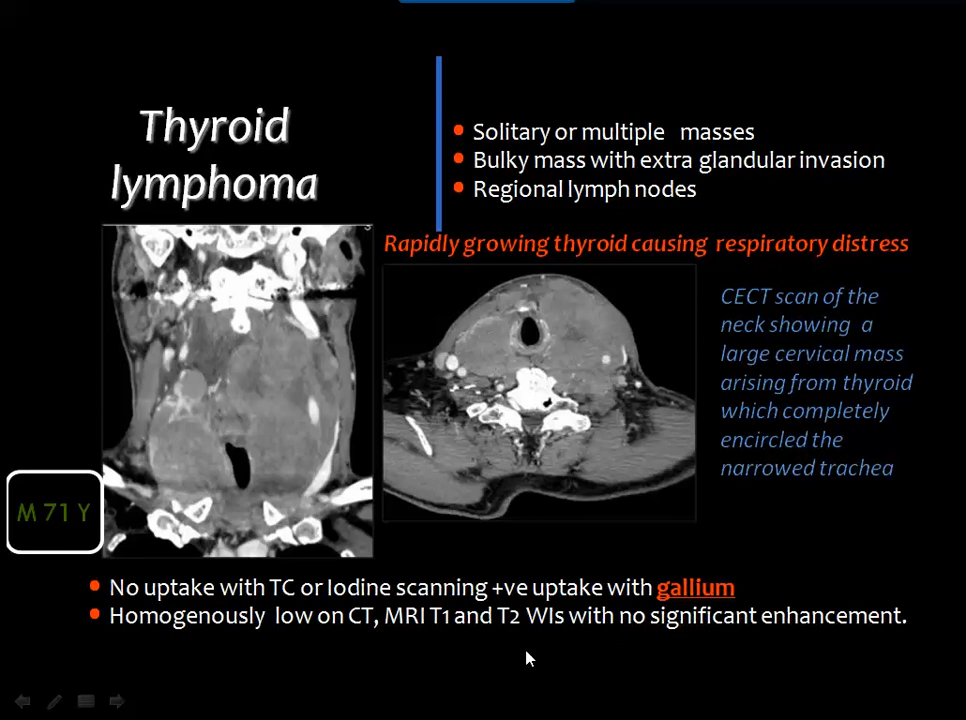 Thyroid
lymphoma
• Solitary or multiple masses
• Bulky mass with extra glandular invasion
• Regional lymph nodes
Rapidly growing thyroid causing respiratory distress
CECT scan of the
neck showing a
large cervical mass
arising from thyroid
which completely
encircled the
narrowed trachea
M 71 Y
• No uptake with TC or Iodine scanning +ve uptake with gallium
• Homogenously low on CT, MRI T1 and T2 WIs with no significant enhancement.